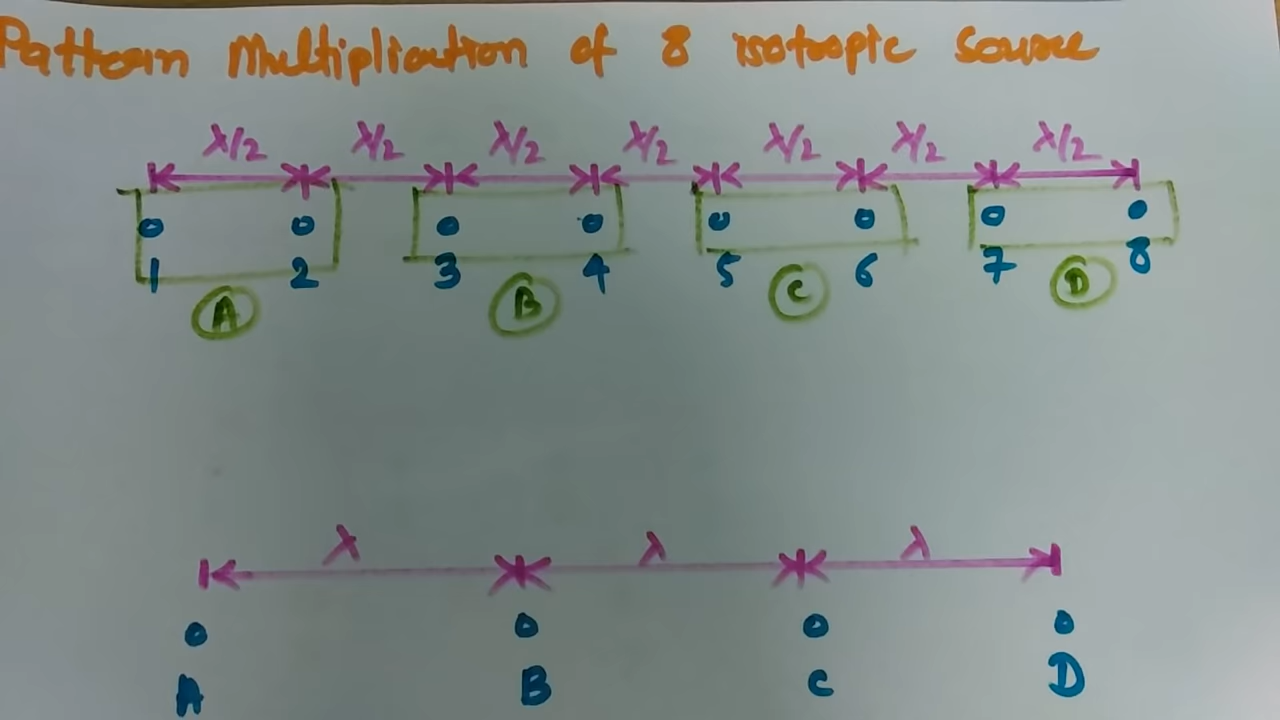 Pattern Multiplication of 8 isotropic source
λ/2 λ/2 λ/2 λ/2 λ/2 λ/2 λ/2
1 2 3 4 5 6 7 8
A B C D
λ λ λ
A B C D